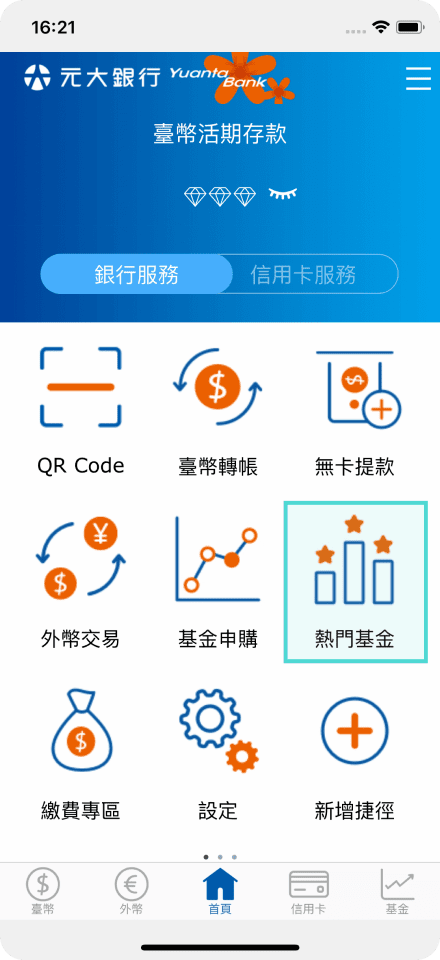 16:21
元大銀行 Yuanta Bank
臺幣活期存款
銀行服務 信用卡服務
QR Code 臺幣轉帳 無卡提款
外幣交易 基金申購 熱門基金
繳費專區 設定 新增捷徑
臺幣 外幣 首頁 信用卡 基金